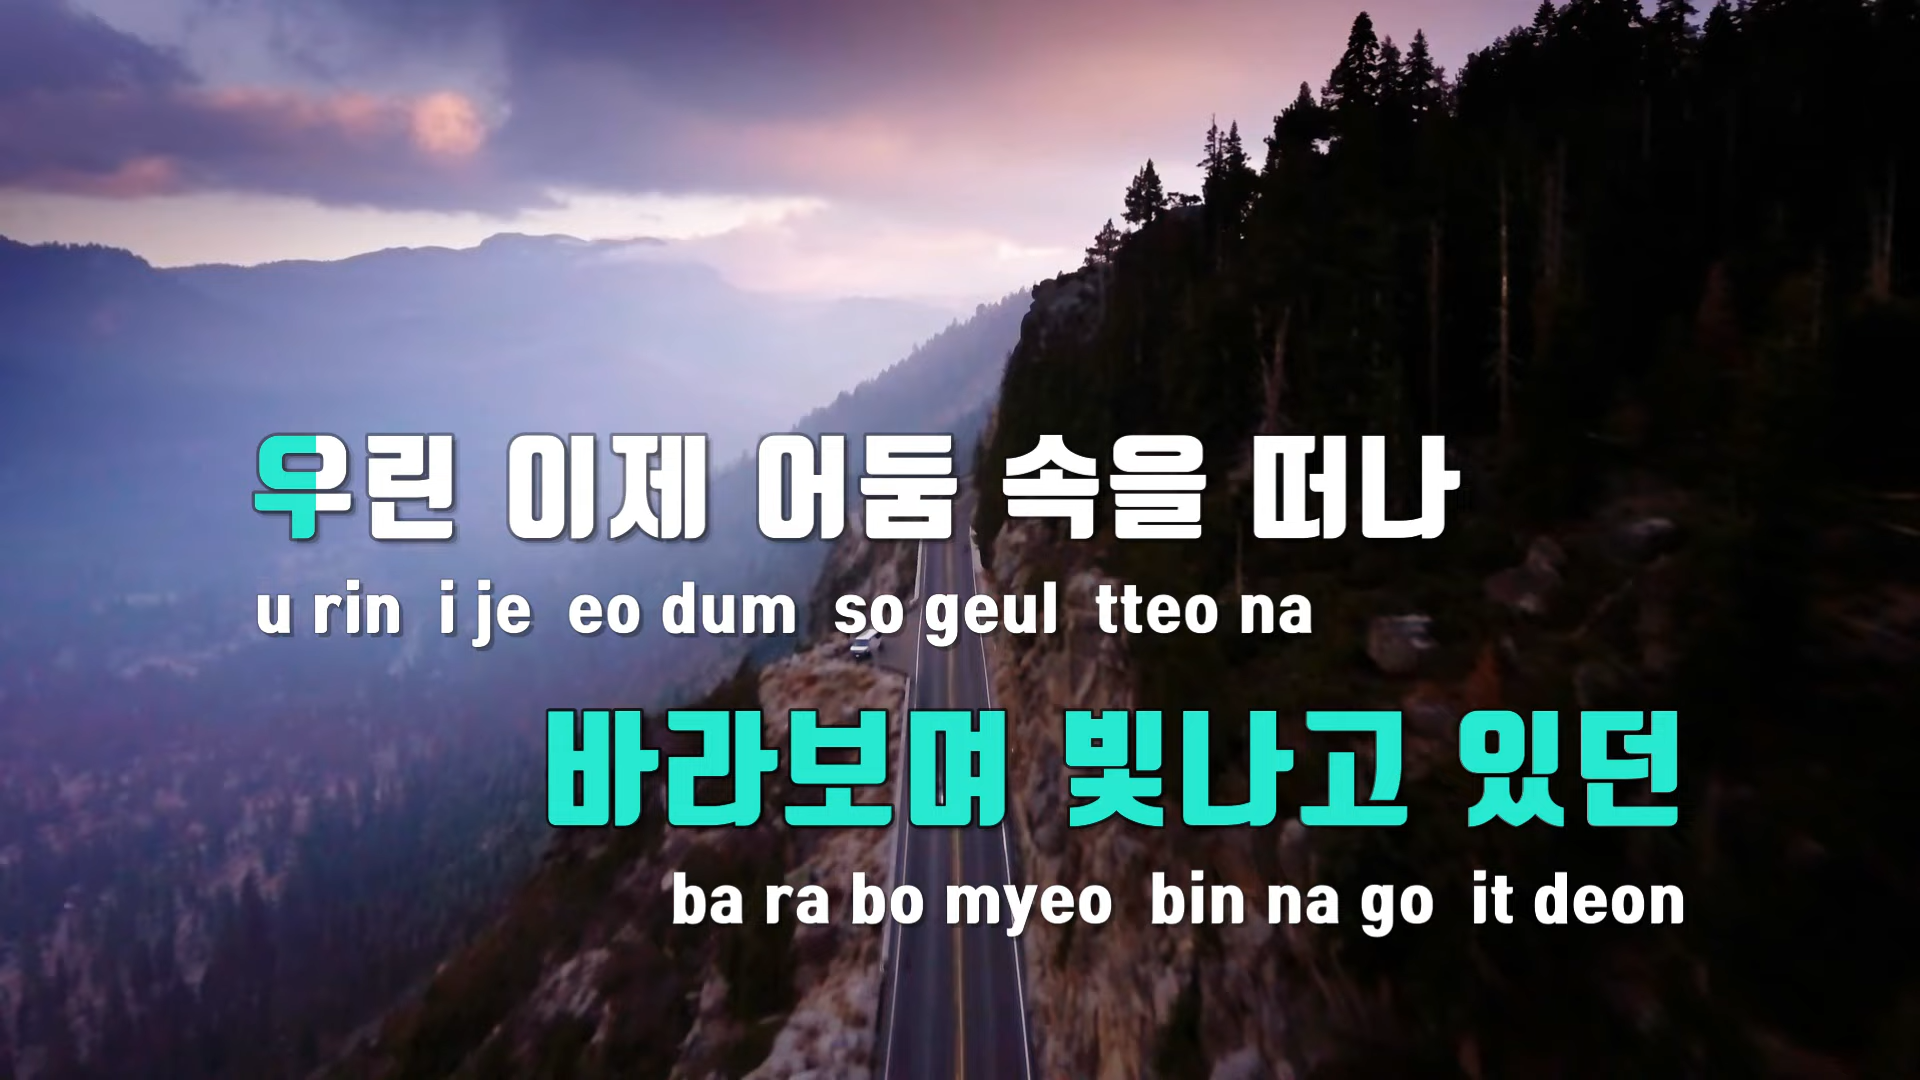 우린 이제 어둠 속을 떠나
u rin i je eo dum so geul tteo na
바라보며 빛나고 있던
ba ra bo myeo bin na go it deon